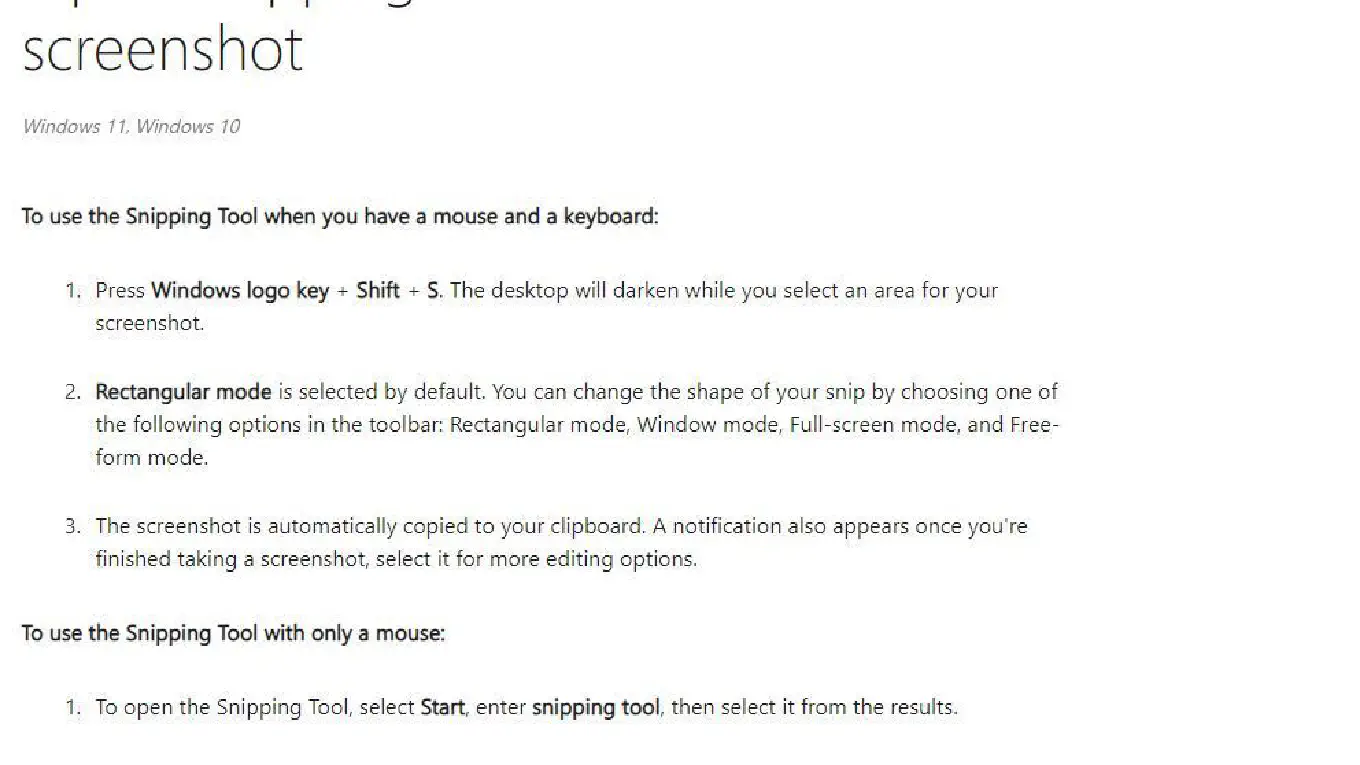 screenshot
Windows 11, Windows 10
To use the Snipping Tool when you have a mouse and a keyboard:
1. Press Windows logo key + Shift + S. The desktop will darken while you select an area for your
screenshot.
2. Rectangular mode is selected by default. You can change the shape of your snip by choosing one of
the following options in the toolbar: Rectangular mode, Window mode, Full-screen mode, and Free-
form mode.
3. The screenshot is automatically copied to your clipboard. A notification also appears once you're
finished taking a screenshot, select it for more editing options.
To use the Snipping Tool with only a mouse:
1. To open the Snipping Tool, select Start, enter snipping tool, then select it from the results.